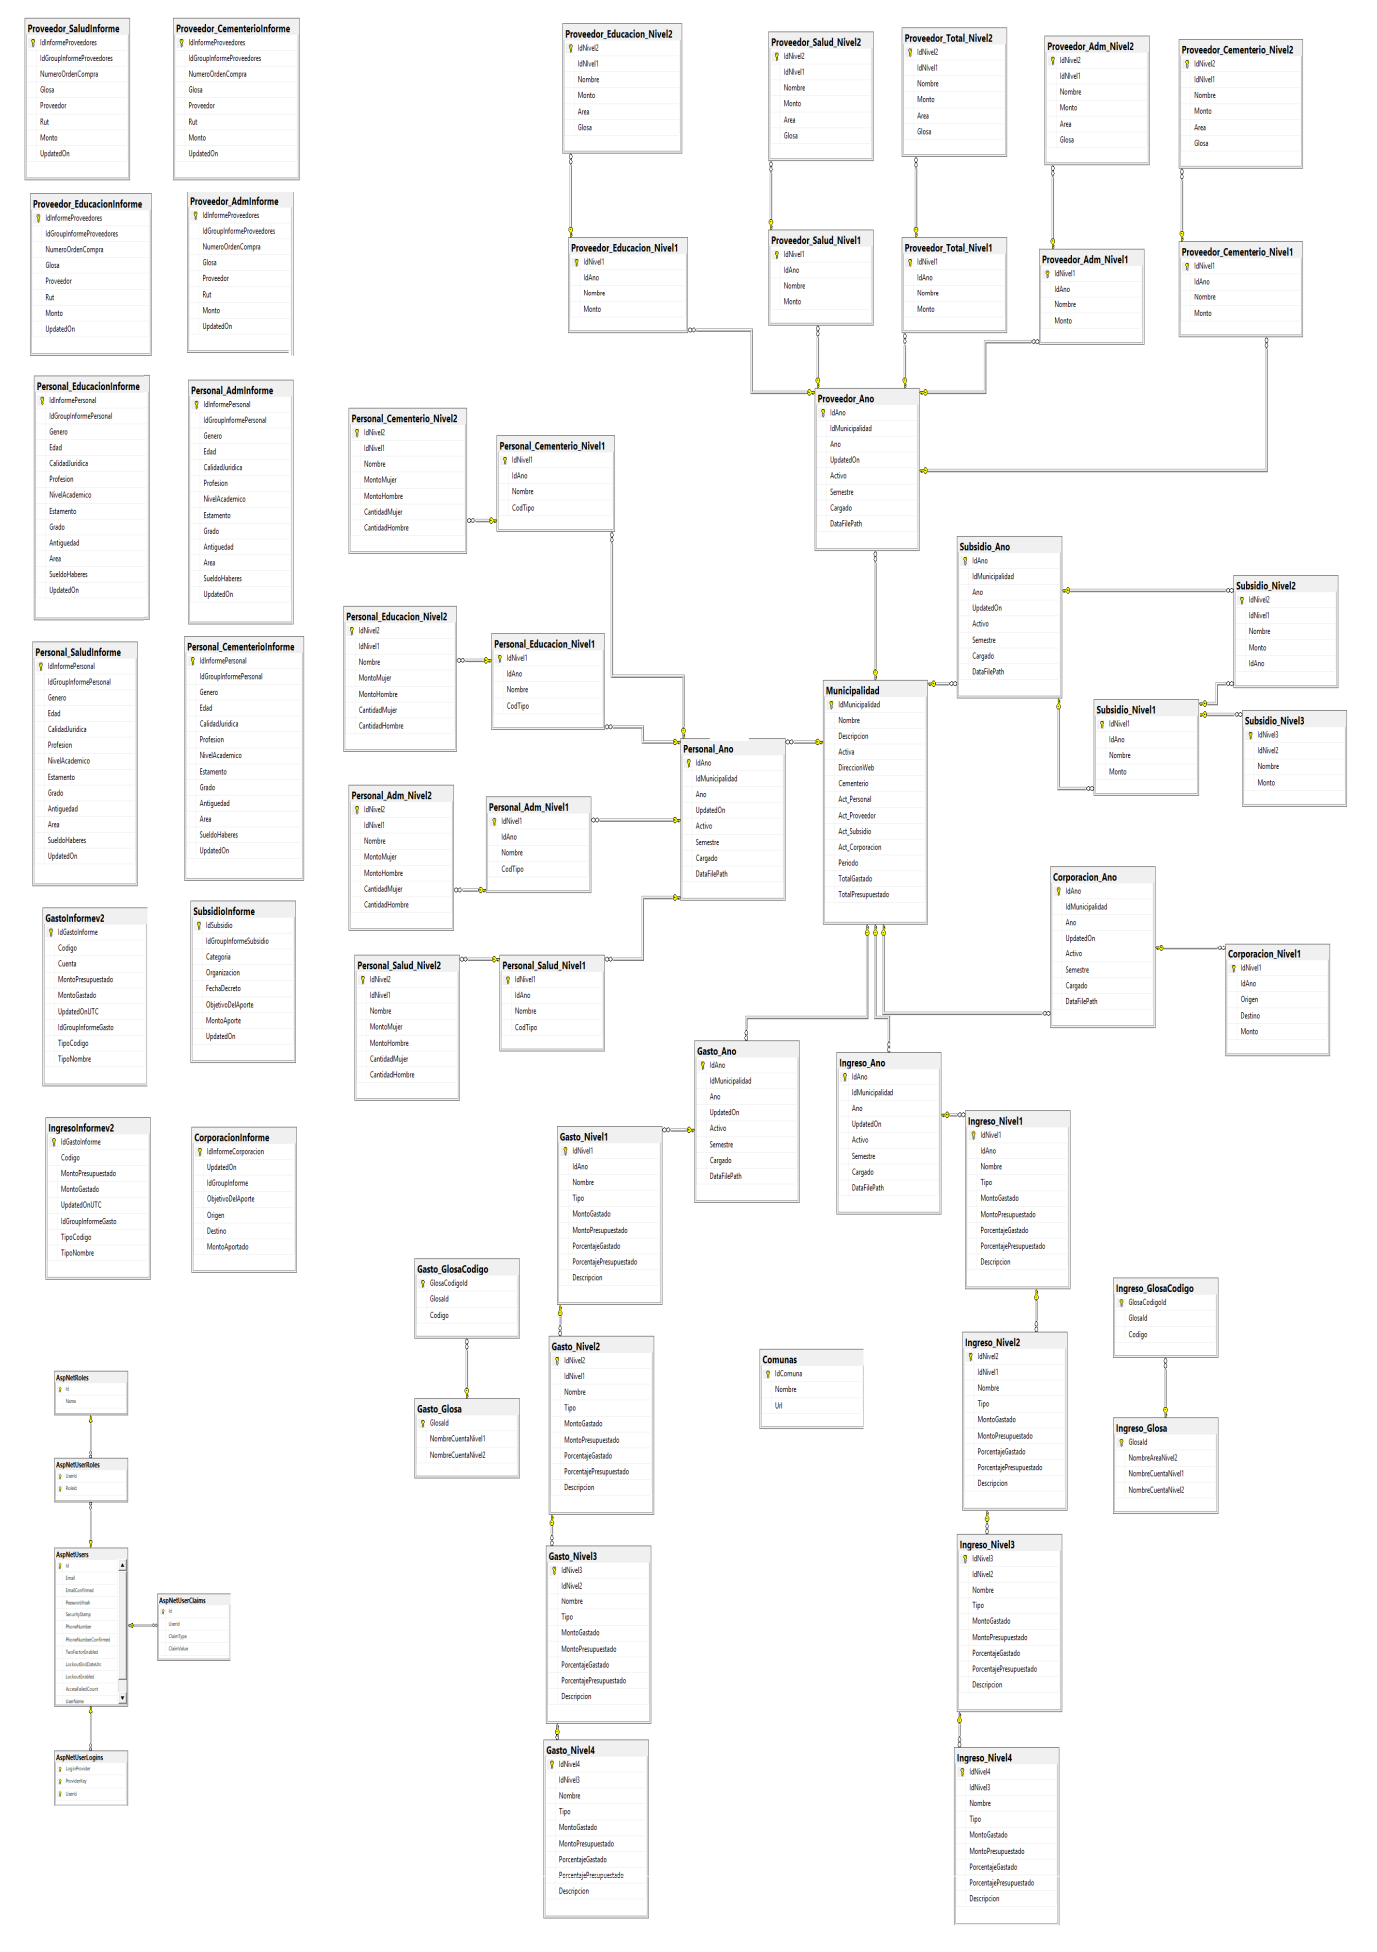 Proveedor_SaludInforme
IdInformeProveedores
IdGroupInformeProveedores
NumeroOrdenCompra
Glosa
Proveedor
Rut
Monto
UpdatedOn
Proveedor_CementerioInforme
IdInformeProveedores
IdGroupInformeProveedores
NumeroOrdenCompra
Glosa
Proveedor
Rut
Monto
UpdatedOn
Proveedor_EducacionInforme
IdInformeProveedores
IdGroupInformeProveedores
NumeroOrdenCompra
Glosa
Proveedor
Rut
Monto
UpdatedOn
Proveedor_AdmInforme
IdInformeProveedores
IdGroupInformeProveedores
NumeroOrdenCompra
Glosa
Proveedor
Rut
Monto
UpdatedOn
Personal_EducacionInforme
IdInformePersonal
IdGroupInformePersonal
Genero
Edad
CalidadJuridica
Profesion
NivelAcademico
Estamento
Grado
Antiguedad
Area
SueldoHaberes
UpdatedOn
Personal_AdmInforme
IdInformePersonal
IdGroupInformePersonal
Genero
Edad
CalidadJuridica
Profesion
NivelAcademico
Estamento
Grado
Antiguedad
Area
SueldoHaberes
UpdatedOn
Personal_SaludInforme
IdInformePersonal
IdGroupInformePersonal
Genero
Edad
CalidadJuridica
Profesion
NivelAcademico
Estamento
Grado
Antiguedad
Area
SueldoHaberes
UpdatedOn
Personal_CementerioInforme
IdInformePersonal
IdGroupInformePersonal
Genero
Edad
CalidadJuridica
Profesion
NivelAcademico
Estamento
Grado
Antiguedad
Area
SueldoHaberes
UpdatedOn
GastoInformev2
IdGastoInforme
Codigo
Cuenta
MontoPresupuestado
MontoGastado
UpdatedOnUTC
IdGroupInformeGasto
TipoCodigo
TipoNombre
SubsidioInforme
IdSubsidio
IdGroupInformeSubsidio
Categoria
Organizacion
FechaDecreto
ObjetivoDelAporte
MontoAporte
UpdatedOn
IngresoInformev2
IdGastoInforme
Codigo
MontoPresupuestado
MontoGastado
UpdatedOnUTC
IdGroupInformeGasto
TipoCodigo
TipoNombre
CorporacionInforme
IdInformeCorporacion
UpdatedOn
IdGroupInforme
ObjetivoDelAporte
Origen
Destino
MontoAportado
AspNetRoles
Id
Name
AspNetUserRoles
UserId
RoleId
AspNetUsers
Id
Email
EmailConfirmed
PasswordHash
SecurityStamp
PhoneNumber
PhoneNumberConfirmed
TwoFactorEnabled
LockoutEndDateUtc
LockoutEnabled
AccessFailedCount
UserName
AspNetUserClaims
Id
UserId
ClaimType
ClaimValue
AspNetUserLogins
LoginProvider
ProviderKey
UserId
Proveedor_Educacion_Nivel2
IdNivel2
IdNivel1
Nombre
Monto
Area
Glosa
Proveedor_Salud_Nivel2
IdNivel2
IdNivel1
Nombre
Monto
Area
Glosa
Proveedor_Total_Nivel2
IdNivel2
IdNivel1
Nombre
Monto
Area
Glosa
Proveedor_Adm_Nivel2
IdNivel2
IdNivel1
Nombre
Monto
Area
Glosa
Proveedor_Cementerio_Nivel2
IdNivel2
IdNivel1
Nombre
Monto
Area
Glosa
Proveedor_Educacion_Nivel1
IdNivel1
IdAno
Nombre
Monto
Proveedor_Salud_Nivel1
IdNivel1
IdAno
Nombre
Monto
Proveedor_Total_Nivel1
IdNivel1
IdAno
Nombre
Monto
Proveedor_Adm_Nivel1
IdNivel1
IdAno
Nombre
Monto
Proveedor_Cementerio_Nivel1
IdNivel1
IdAno
Nombre
Monto
Proveedor_Ano
IdAno
IdMunicipalidad
Ano
UpdatedOn
Activo
Semestre
Cargado
DataFilePath
Personal_Cementerio_Nivel2
IdNivel2
IdNivel1
Nombre
MontoMujer
MontoHombre
CantidadMujer
CantidadHombre
Personal_Cementerio_Nivel1
IdNivel1
IdAno
Nombre
CodTipo
Personal_Educacion_Nivel2
IdNivel2
IdNivel1
Nombre
MontoMujer
MontoHombre
CantidadMujer
CantidadHombre
Personal_Educacion_Nivel1
IdNivel1
IdAno
Nombre
CodTipo
Personal_Adm_Nivel2
IdNivel2
IdNivel1
Nombre
MontoMujer
MontoHombre
CantidadMujer
CantidadHombre
Personal_Adm_Nivel1
IdNivel1
IdAno
Nombre
CodTipo
Personal_Salud_Nivel2
IdNivel2
IdNivel1
Nombre
MontoMujer
MontoHombre
CantidadMujer
CantidadHombre
Personal_Salud_Nivel1
IdNivel1
IdAno
Nombre
CodTipo
Personal_Ano
IdAno
IdMunicipalidad
Ano
UpdatedOn
Activo
Semestre
Cargado
DataFilePath
Municipalidad
IdMunicipalidad
Nombre
Descripcion
Activa
DireccionWeb
Cementerio
Act_Personal
Act_Proveedor
Act_Subsidio
Act_Corporacion
Periodo
TotalGastado
TotalPresupuestado
Subsidio_Ano
IdAno
IdMunicipalidad
Ano
UpdatedOn
Activo
Semestre
Cargado
DataFilePath
Subsidio_Nivel2
IdNivel2
IdNivel1
Nombre
Monto
IdAno
Subsidio_Nivel1
IdNivel1
IdAno
Nombre
Monto
Subsidio_Nivel3
IdNivel3
IdNivel2
Nombre
Monto
Corporacion_Ano
IdAno
IdMunicipalidad
Ano
UpdatedOn
Activo
Semestre
Cargado
DataFilePath
Corporacion_Nivel1
IdNivel1
IdAno
Origen
Destino
Monto
Gasto_Ano
IdAno
IdMunicipalidad
Ano
UpdatedOn
Activo
Semestre
Cargado
DataFilePath
Ingreso_Ano
IdAno
IdMunicipalidad
Ano
UpdatedOn
Activo
Semestre
Cargado
DataFilePath
Gasto_Nivel1
IdNivel1
IdAno
Nombre
Tipo
MontoGastado
MontoPresupuestado
PorcentajeGastado
PorcentajePresupuestado
Descripcion
Ingreso_Nivel1
IdNivel1
IdAno
Nombre
Tipo
MontoGastado
MontoPresupuestado
PorcentajeGastado
PorcentajePresupuestado
Descripcion
Gasto_GlosaCodigo
GlosaCodigoId
GlosaId
Codigo
Gasto_Glosa
GlosaId
NombreCuentaNivel1
NombreCuentaNivel2
Gasto_Nivel2
IdNivel2
IdNivel1
Nombre
Tipo
MontoGastado
MontoPresupuestado
PorcentajeGastado
PorcentajePresupuestado
Descripcion
Comunas
IdComuna
Nombre
Url
Ingreso_Nivel2
IdNivel2
IdNivel1
Nombre
Tipo
MontoGastado
MontoPresupuestado
PorcentajeGastado
PorcentajePresupuestado
Descripcion
Ingreso_GlosaCodigo
GlosaCodigoId
GlosaId
Codigo
Ingreso_Glosa
GlosaId
NombreAreaNivel2
NombreCuentaNivel1
NombreCuentaNivel2
Gasto_Nivel3
IdNivel3
IdNivel2
Nombre
Tipo
MontoGastado
MontoPresupuestado
PorcentajeGastado
PorcentajePresupuestado
Descripcion
Ingreso_Nivel3
IdNivel3
IdNivel2
Nombre
Tipo
MontoGastado
MontoPresupuestado
PorcentajeGastado
PorcentajePresupuestado
Descripcion
Gasto_Nivel4
IdNivel4
IdNivel3
Nombre
Tipo
MontoGastado
MontoPresupuestado
PorcentajeGastado
PorcentajePresupuestado
Descripcion
Ingreso_Nivel4
IdNivel4
IdNivel3
Nombre
Tipo
MontoGastado
MontoPresupuestado
PorcentajeGastado
PorcentajePresupuestado
Descripcion